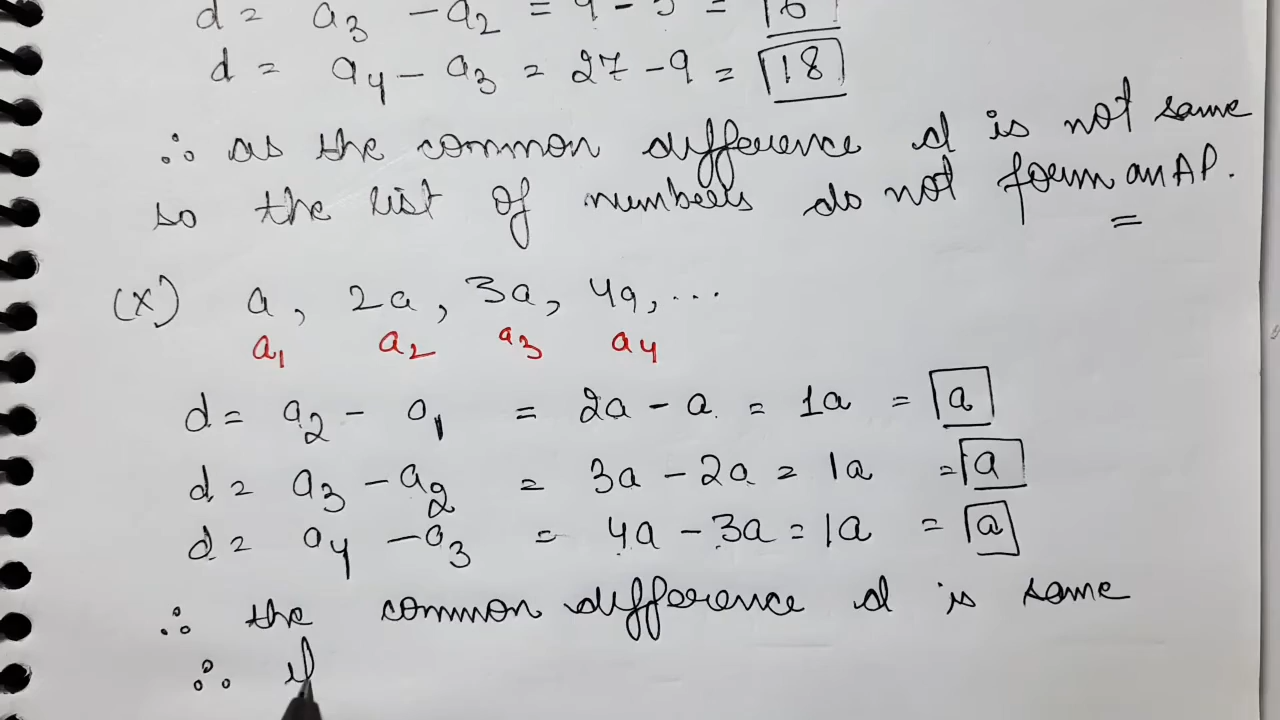 d = a3 - a2 = 9 - 3 = 6
d = a4 - a3 = 27 - 9 = 18
∴ as the common difference d is not same
so the list of numbers do not form an AP.
(x) a, 2a, 3a, 4a, ...
a1 a2 a3 a4
d = a2 - a1 = 2a - a = 1a = a
d = a3 - a2 = 3a - 2a = 1a = a
d = a4 - a3 = 4a - 3a = 1a = a
∴ the common difference d is same
∴